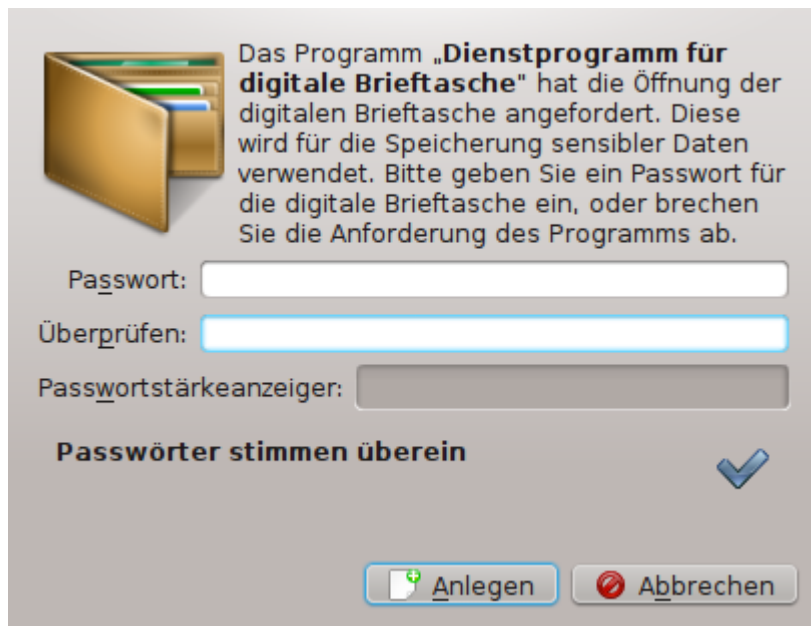 Das Programm „Dienstprogramm für
digitale Brieftasche" hat die Öffnung der
digitalen Brieftasche angefordert. Diese
wird für die Speicherung sensibler Daten
verwendet. Bitte geben Sie ein Passwort für
die digitale Brieftasche ein, oder brechen
Sie die Anforderung des Programms ab.
Passwort:
Überprüfen:
Passwortstärkeanzeiger:
Passwörter stimmen überein
Anlegen Abbrechen